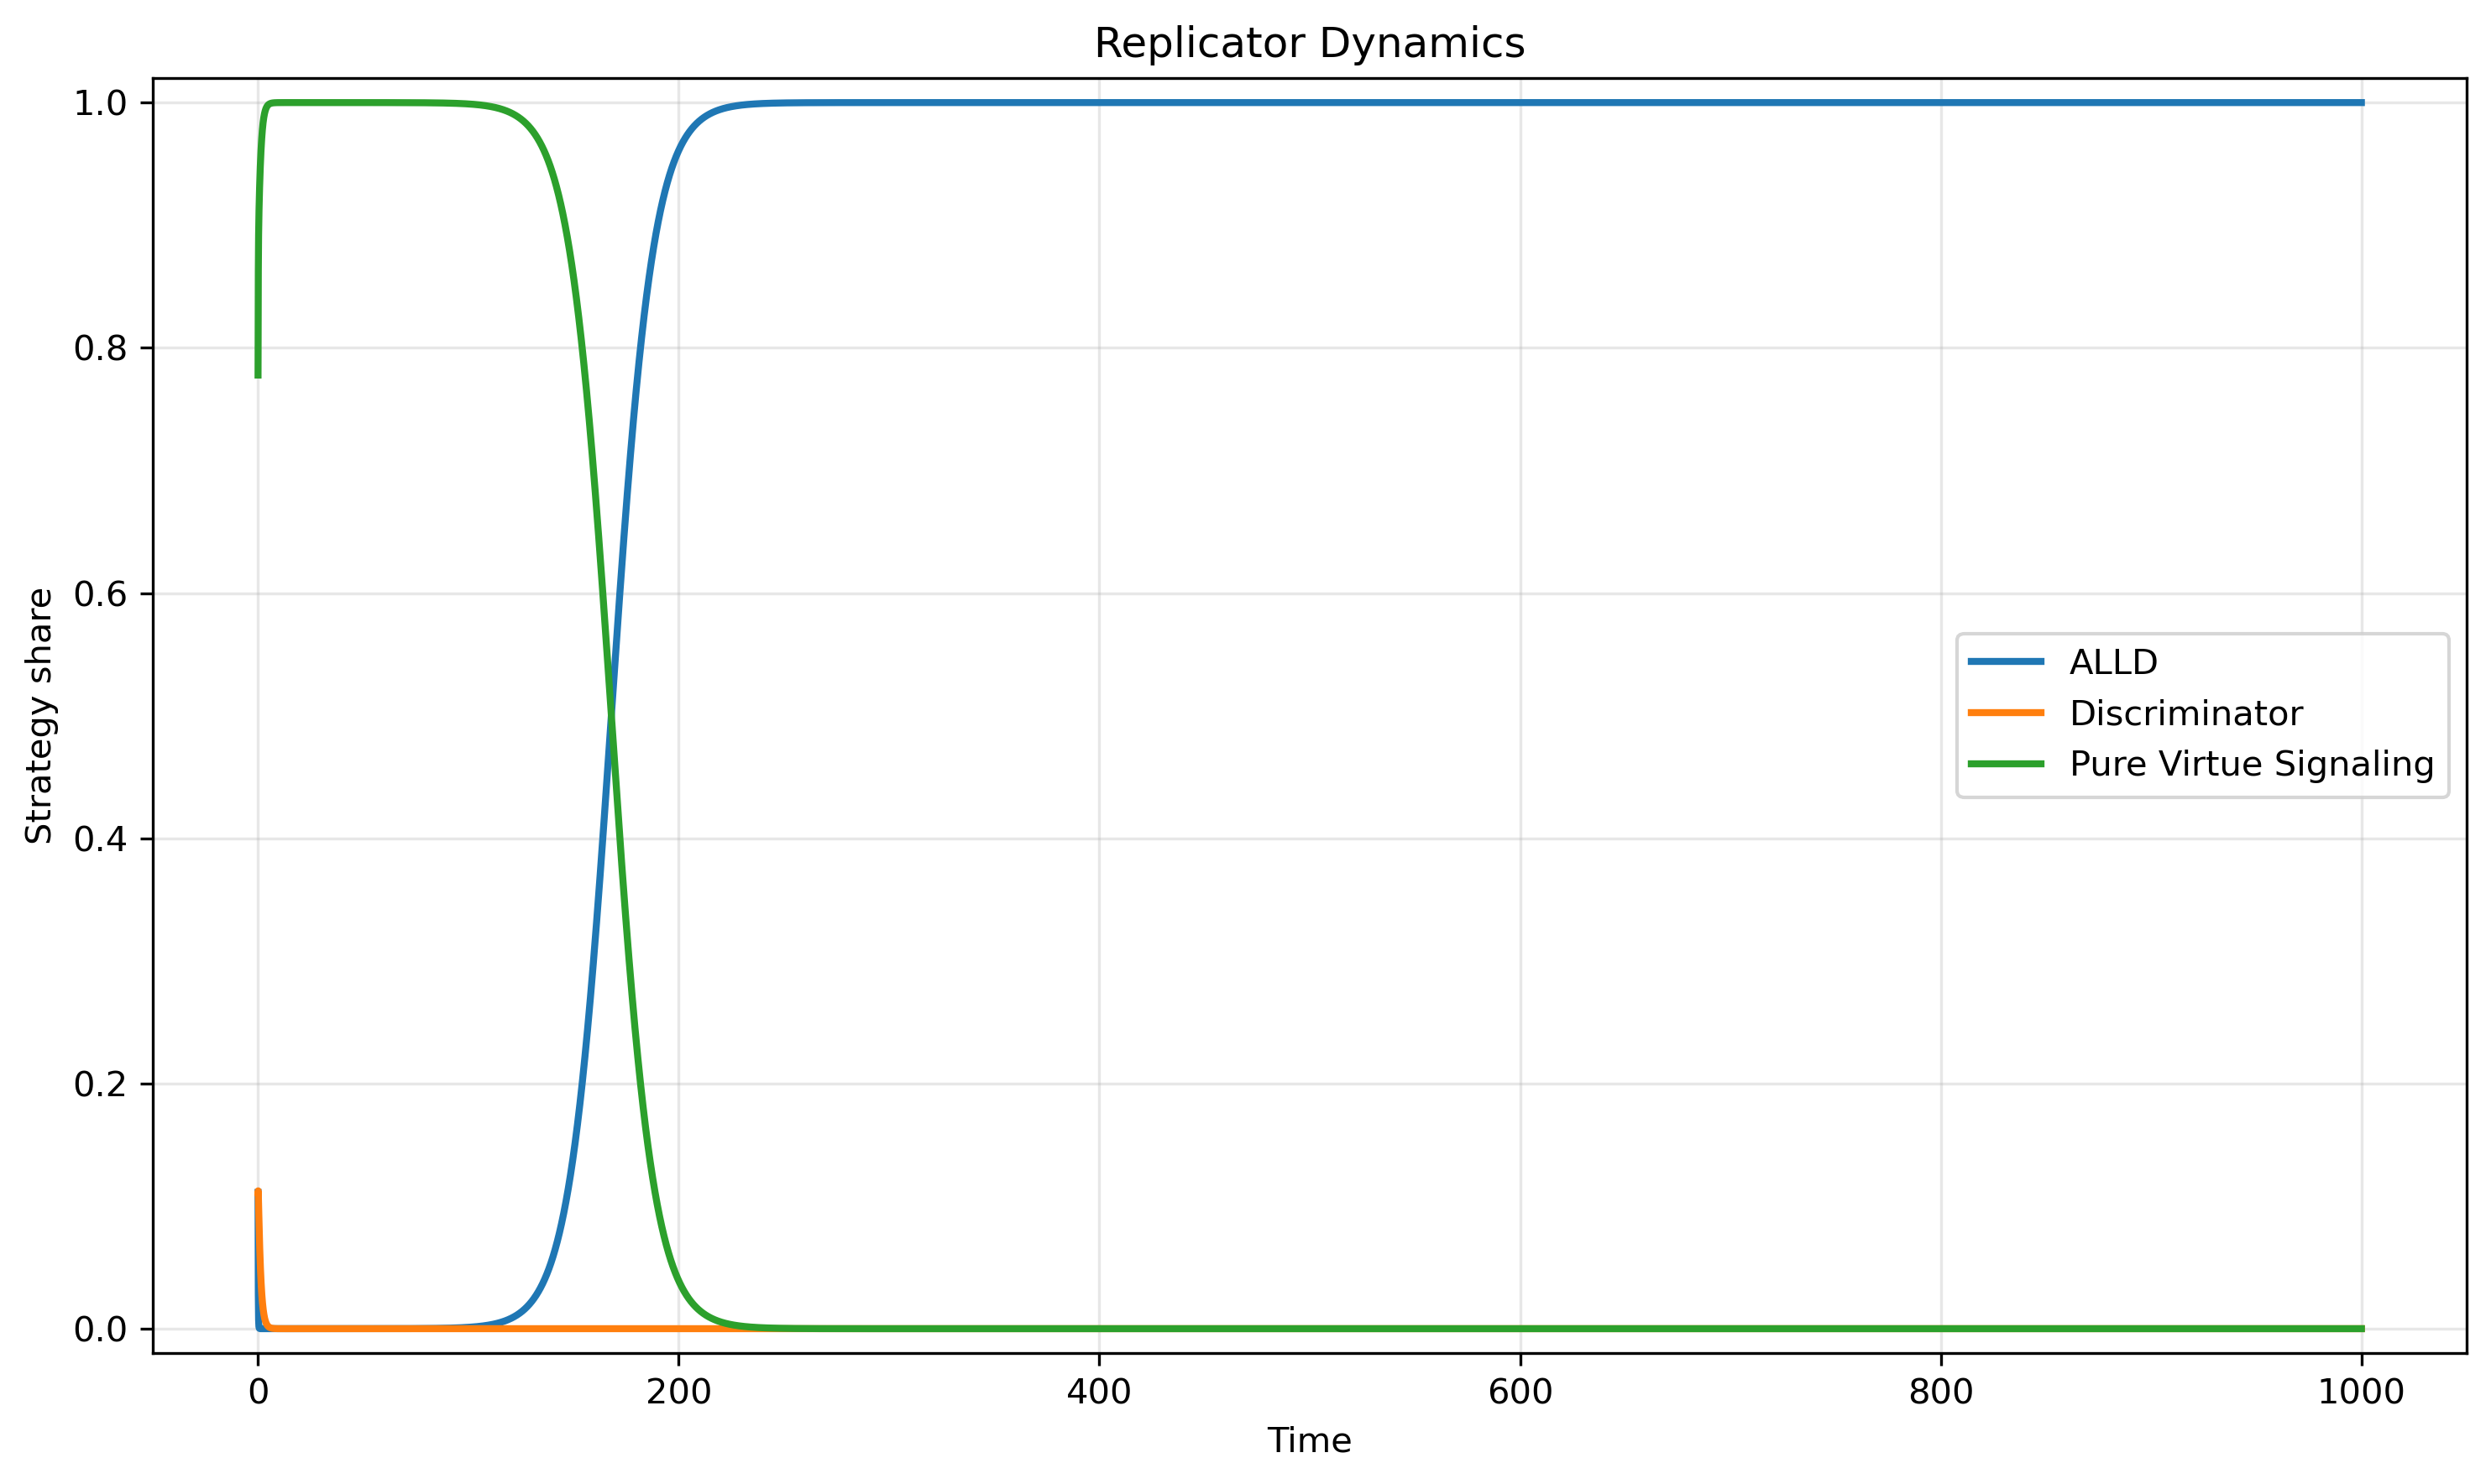 Replicator Dynamics
Strategy share
1.0
0.8
0.6
0.4
0.2
0.0
ALLD
Discriminator
Pure Virtue Signaling
0 200 400 600 800 1000
Time